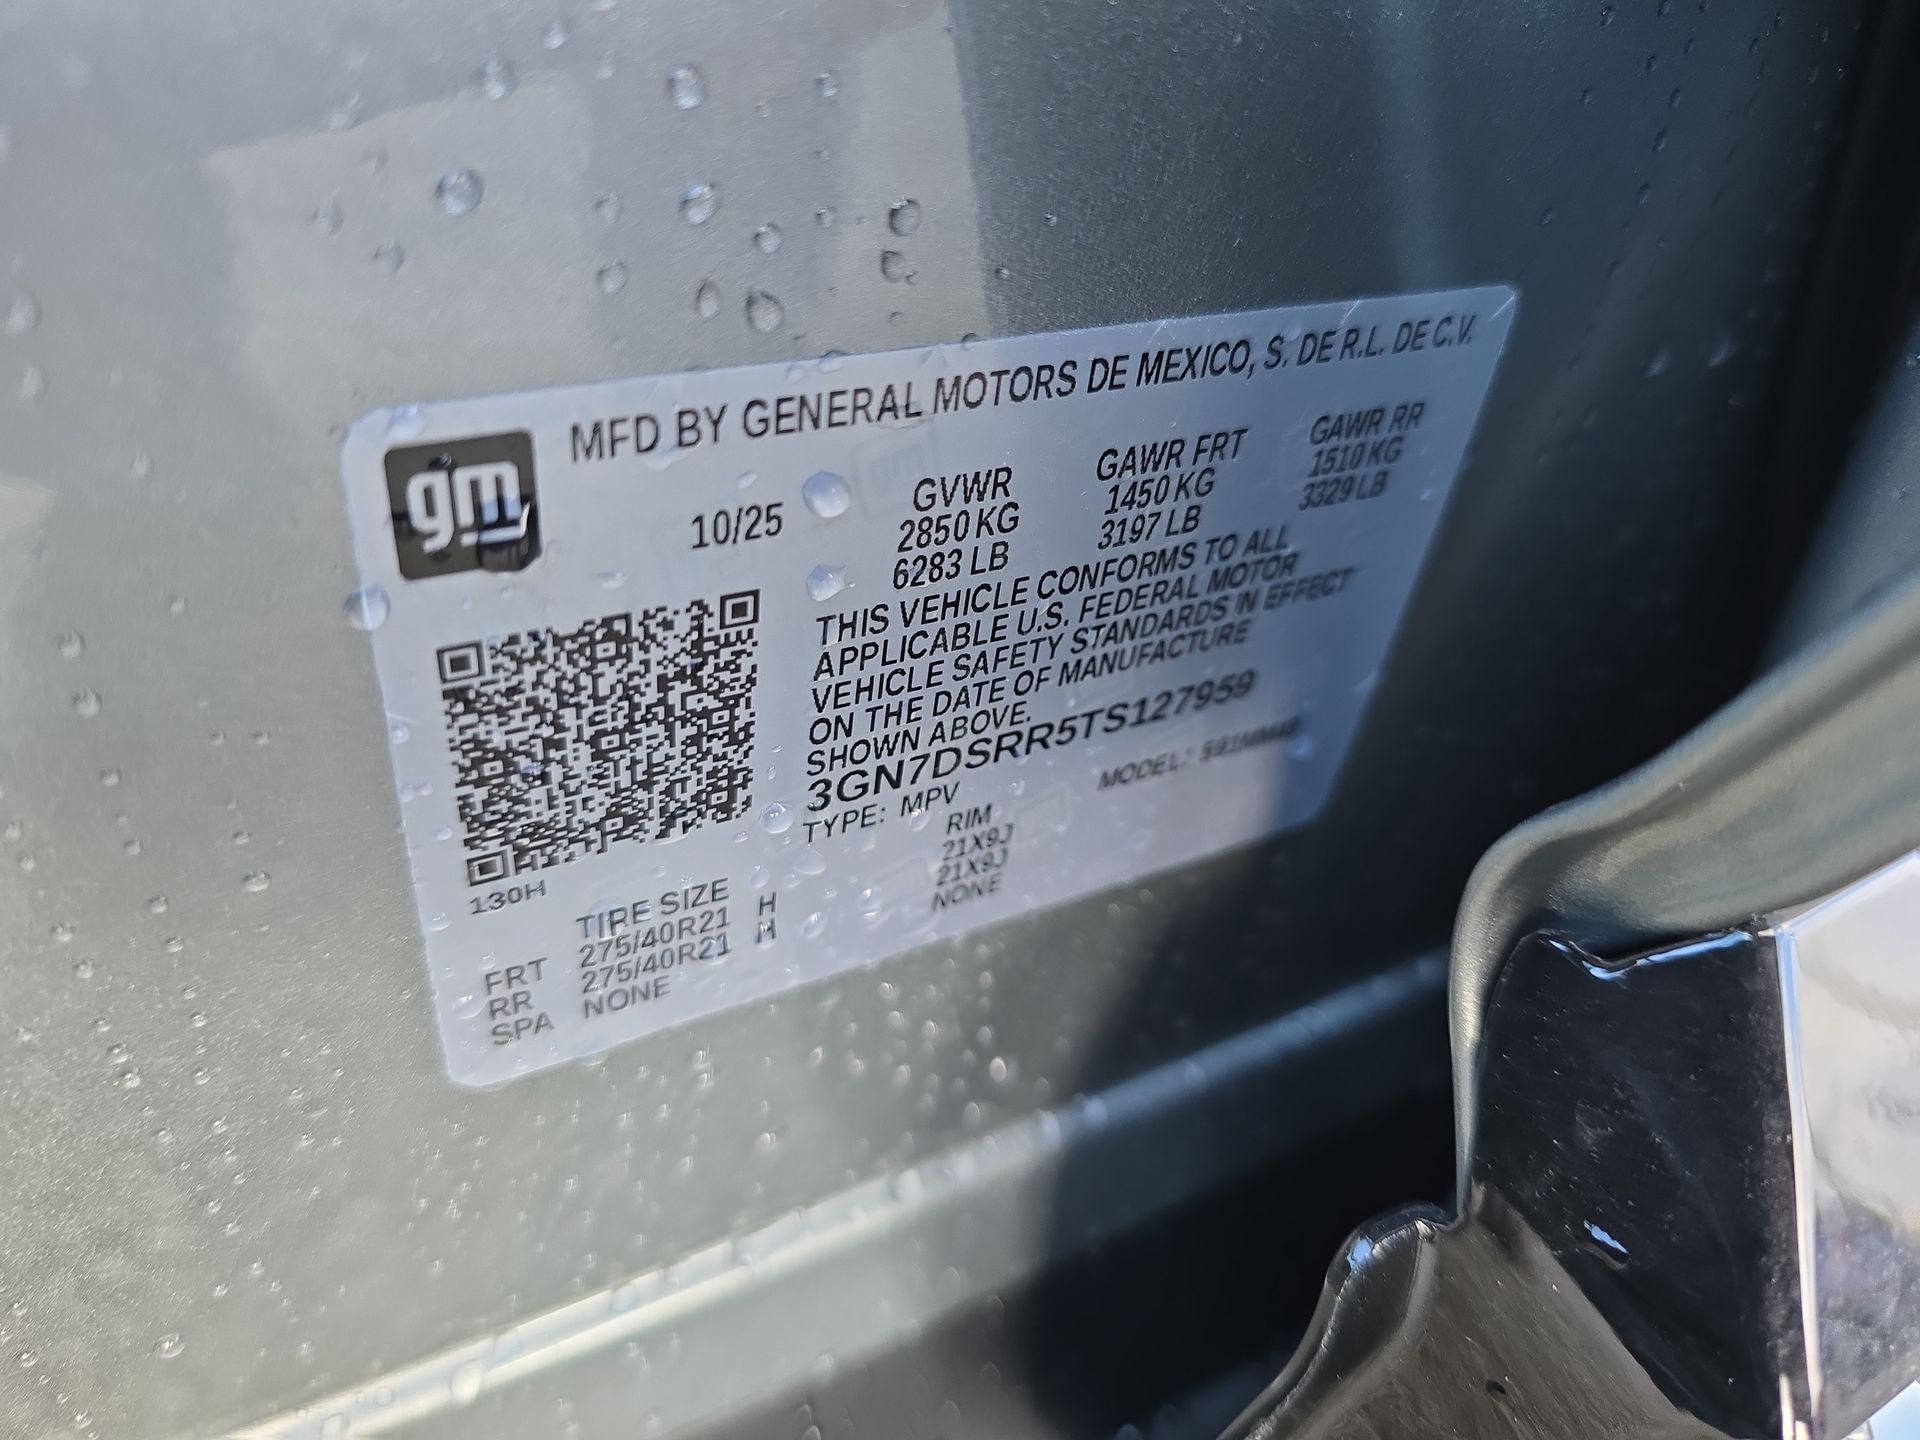 MFD BY GENERAL MOTORS DE MEXICO, S. DE R.L. DE C.V.
gm
10/25
GVWR GAWR FRT GAWR RR
2850 KG 1450 KG 1510 KG
6283 LB 3197 LB 3329 LB
THIS VEHICLE CONFORMS TO ALL
APPLICABLE U.S. FEDERAL MOTOR
VEHICLE SAFETY STANDARDS IN EFFECT
ON THE DATE OF MANUFACTURE
SHOWN ABOVE.
3GN7DSRR5TS127959
TYPE: MPV MODEL:
130H
TIRE SIZE RIM
FRT 275/40R21 H 21X9J
RR 275/40R21 H 21X9J
SPA NONE NONE